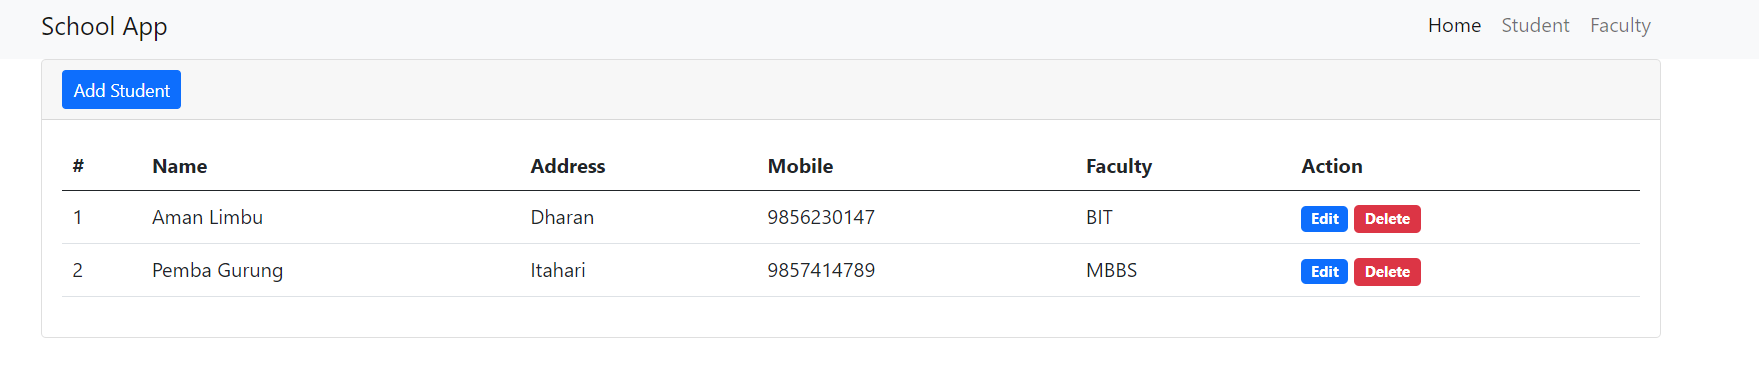 School App Home Student Faculty
Add Student
# Name Address Mobile Faculty Action
1 Aman Limbu Dharan 9856230147 BIT Edit Delete
2 Pemba Gurung Itahari 9857414789 MBBS Edit Delete